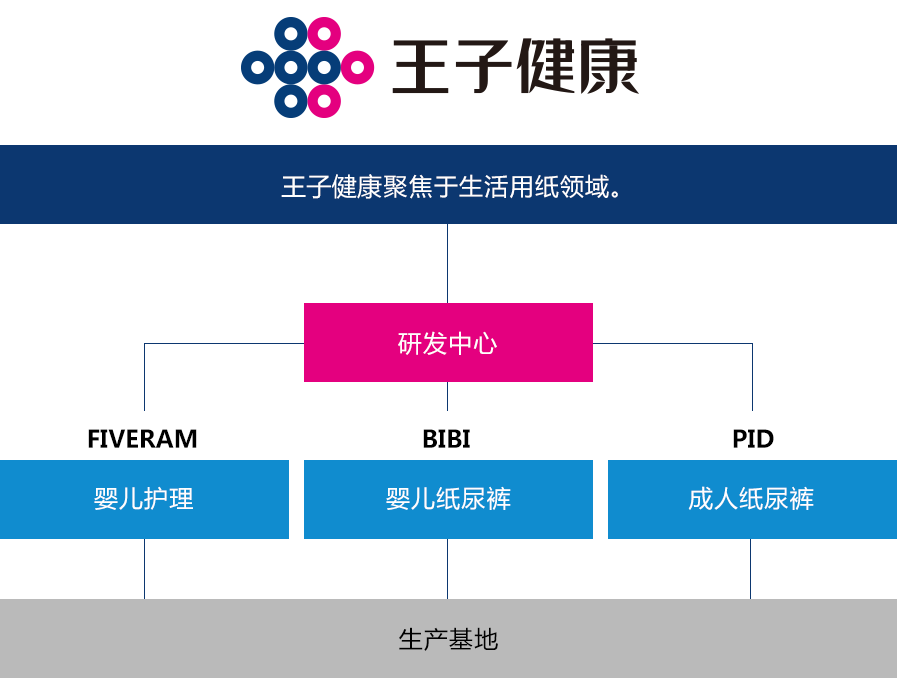 王子健康
王子健康聚焦于生活用纸领域。
研发中心
FIVERAM
BIBI
PID
婴儿护理
婴儿纸尿裤
成人纸尿裤
生产基地